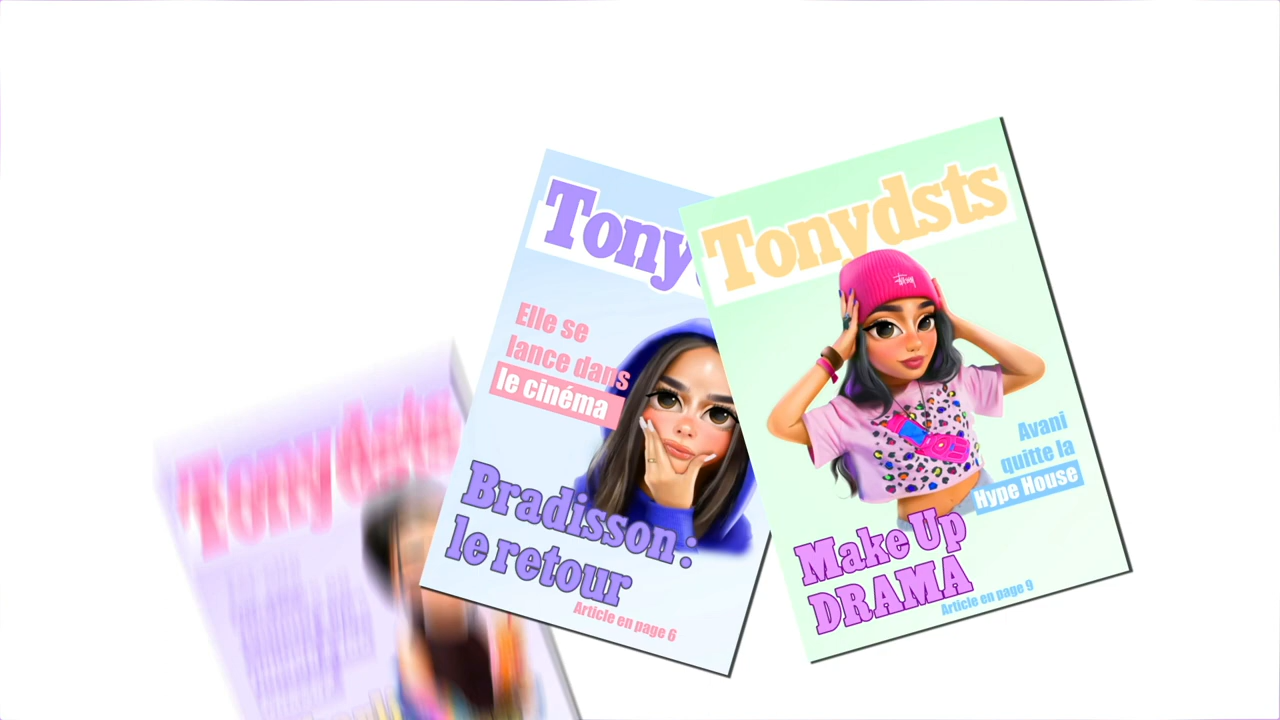 Tony
Elle se
lance dans
le cinéma
Bradisson :
le retour
Article en page 6
Tonydsts
Avani
quitte la
Hype House
Make Up
DRAMA
Article en page 9
Tonydsts